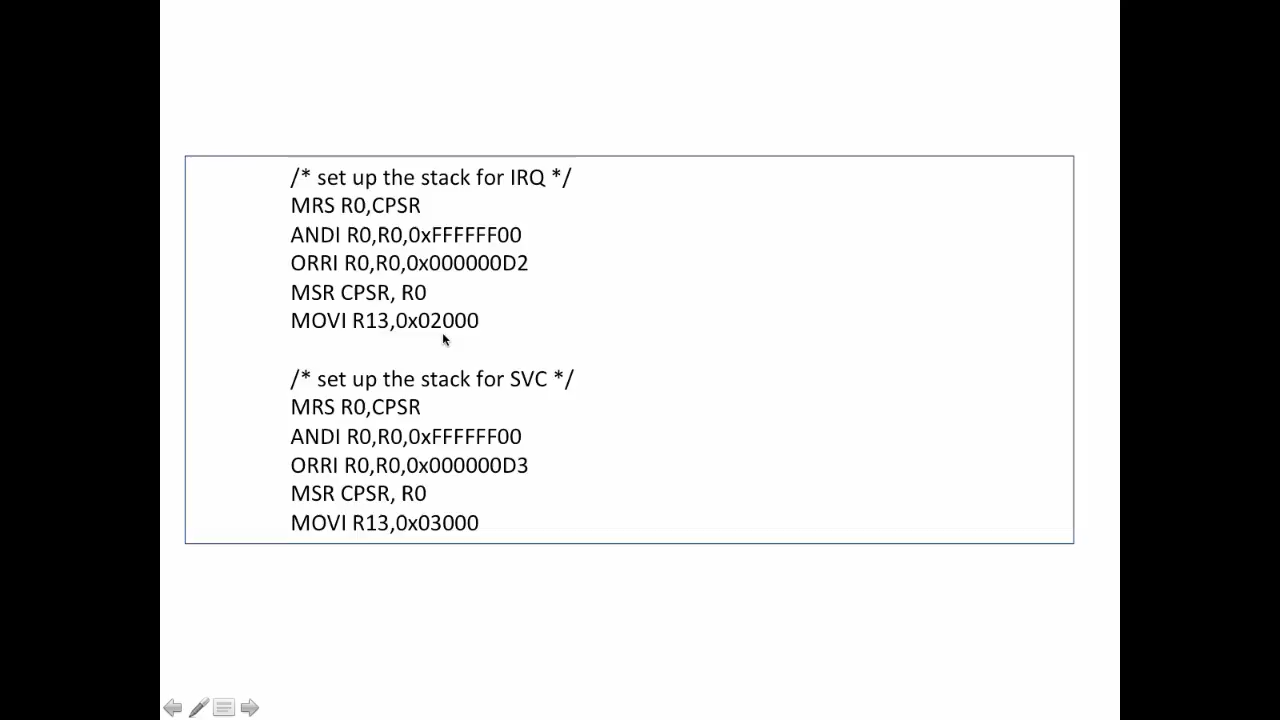 /* set up the stack for IRQ */
MRS R0,CPSR
ANDI R0,R0,0xFFFFFF00
ORRI R0,R0,0x000000D2
MSR CPSR, R0
MOVI R13,0x02000
/* set up the stack for SVC */
MRS R0,CPSR
ANDI R0,R0,0xFFFFFF00
ORRI R0,R0,0x000000D3
MSR CPSR, R0
MOVI R13,0x03000